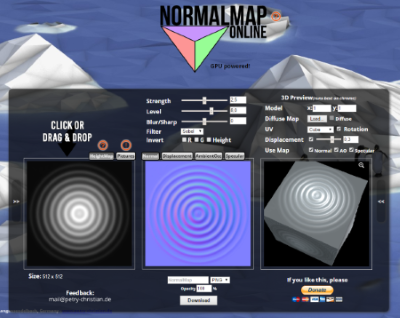 NORMALMAP
ONLINE
GPU powered!
CLICK OR
DRAG & DROP
Strength
Level
Blur/Sharp
Filter
Sobel
Invert R G Height
3D Preview
Model
Diffuse Map Diffuse
UV Cube Rotation
Displacement
Use Map Normal AO Specular
HeightMap Pictures
Normal Displacement AmbientOcc Specular
>>
>>
Size: 512 x 512
NormalMap PNG
Opacity 100 %
Download
Feedback:
mail@petry-christian.de
If you like this, please
Donate